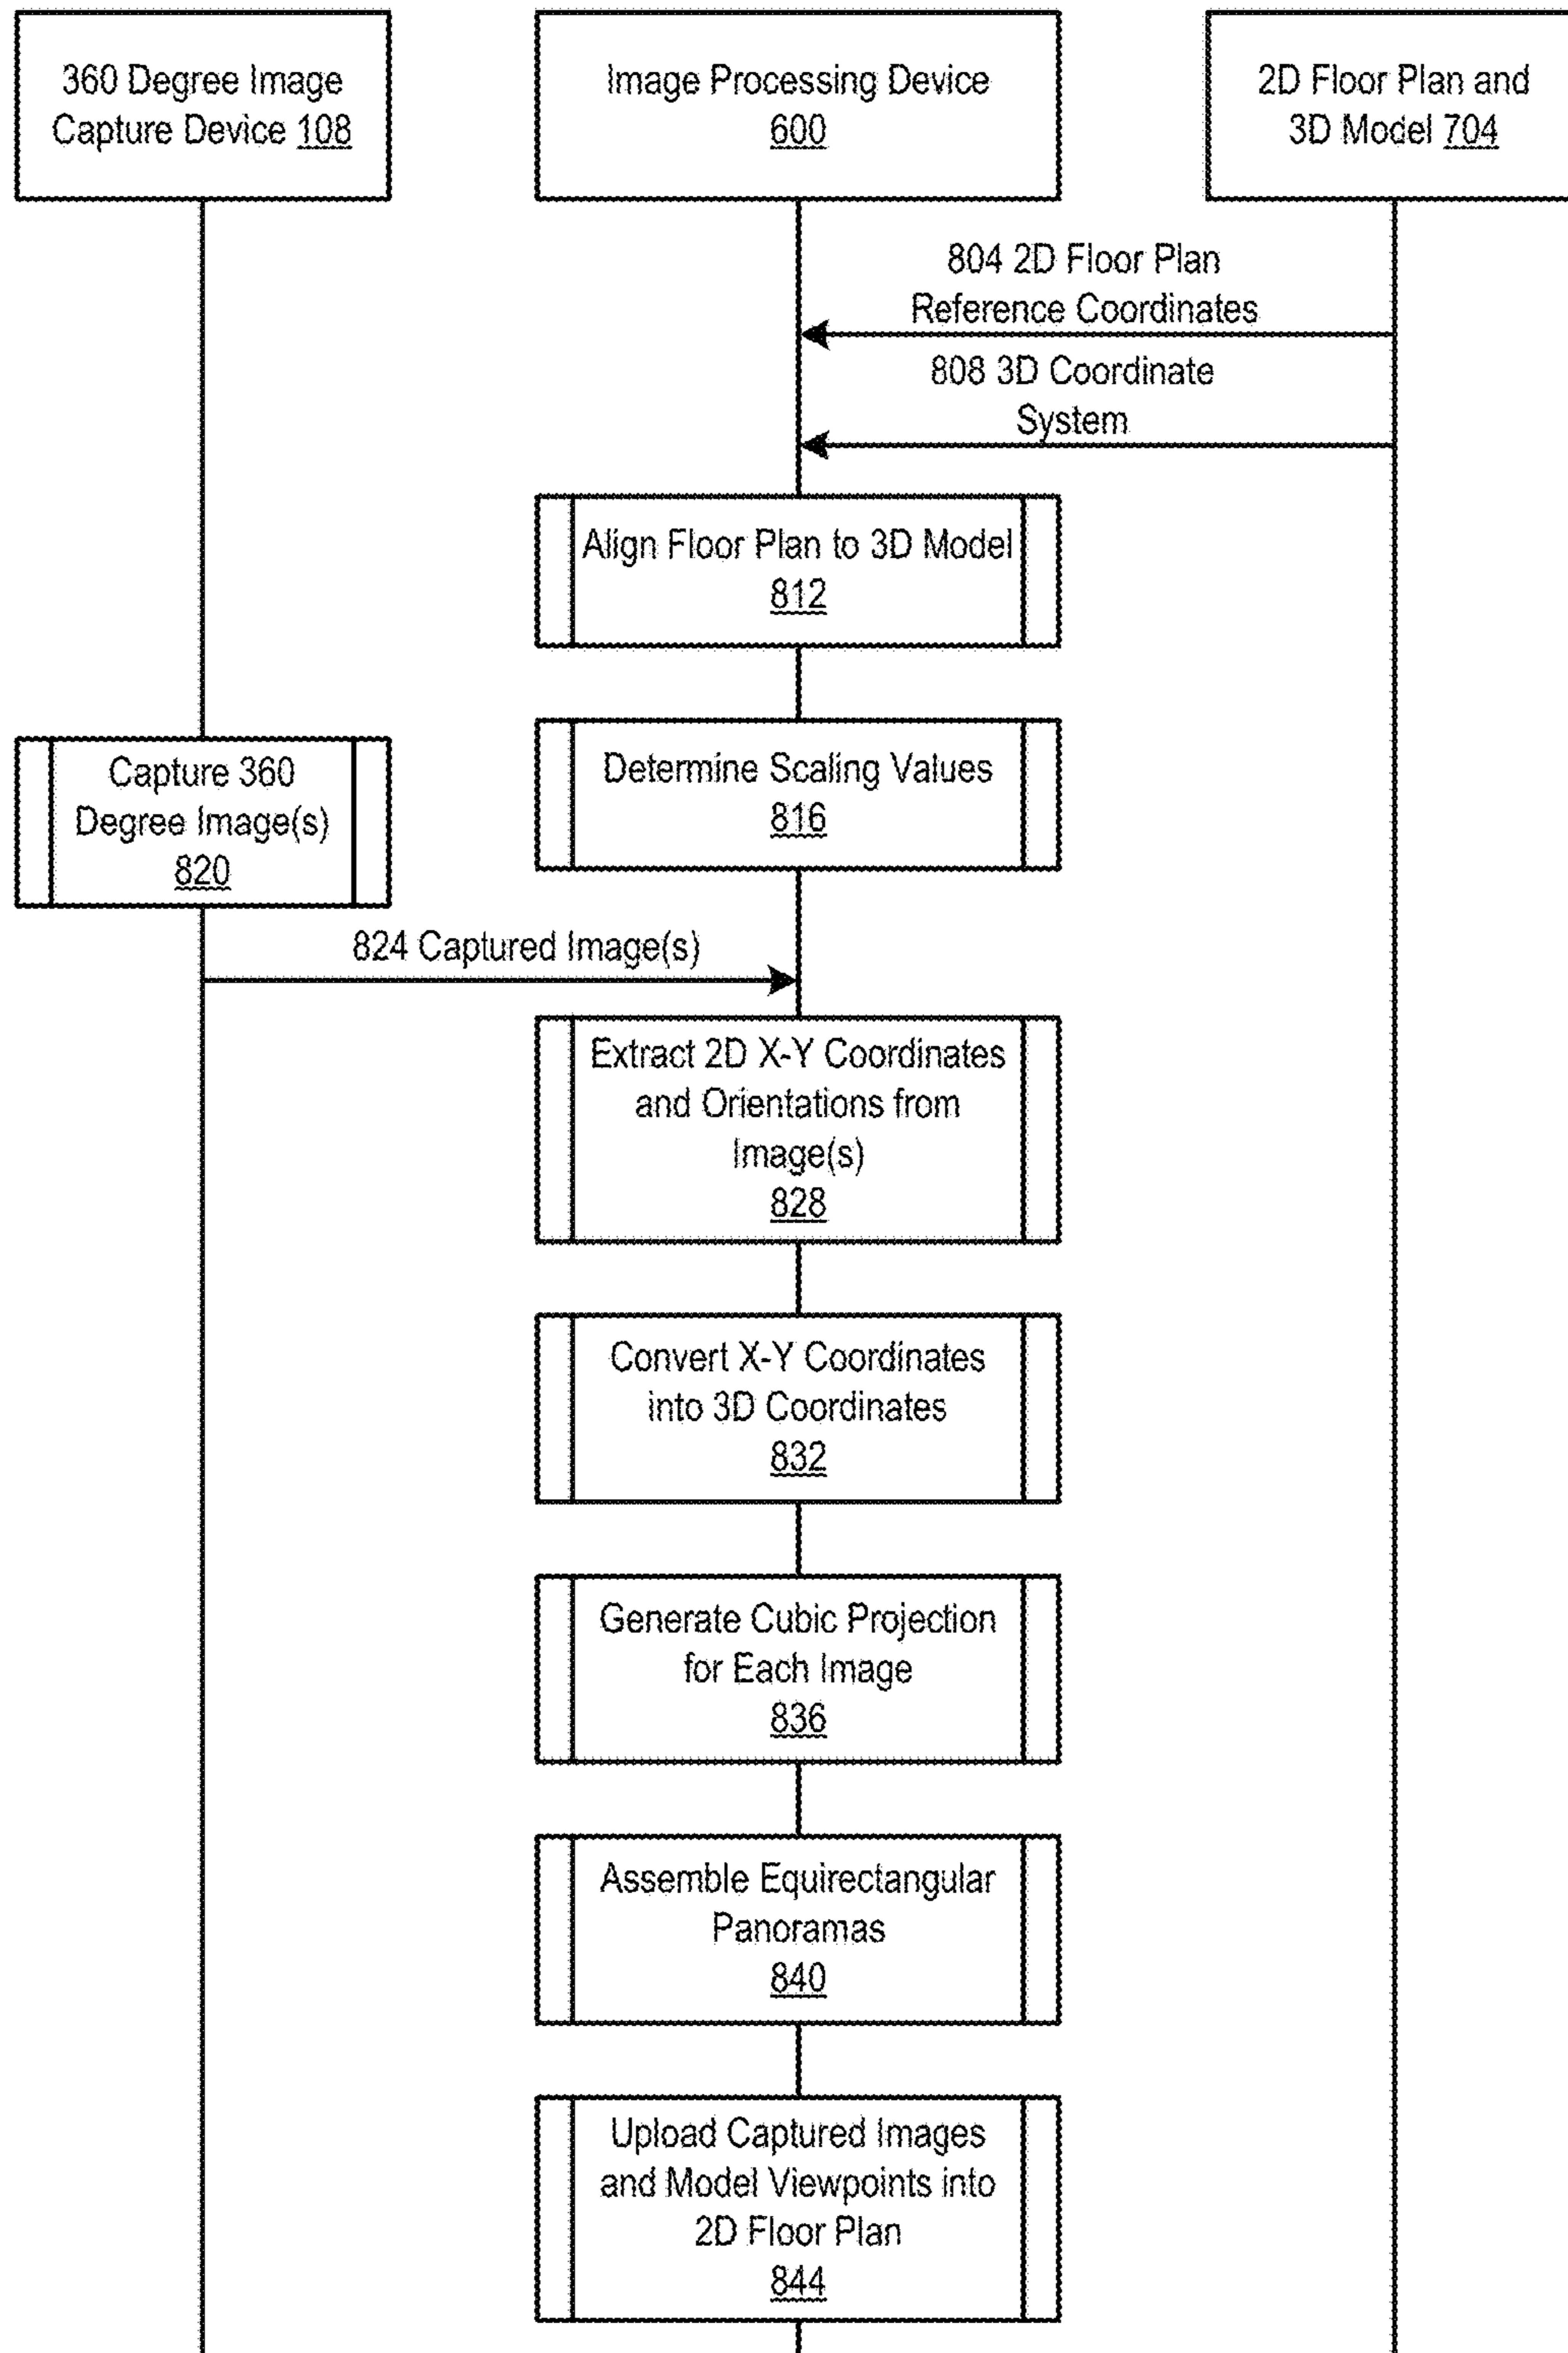 360 Degree Image
Capture Device 108
Image Processing Device
600
2D Floor Plan and
3D Model 704
804 2D Floor Plan
Reference Coordinates
808 3D Coordinate
System
Align Floor Plan to 3D Model
812
Determine Scaling Values
816
Capture 360
Degree Image(s)
820
824 Captured Image(s)
Extract 2D X-Y Coordinates
and Orientations from
Image(s)
828
Convert X-Y Coordinates
into 3D Coordinates
832
Generate Cubic Projection
for Each Image
836
Assemble Equirectangular
Panoramas
840
Upload Captured Images
and Model Viewpoints into
2D Floor Plan
844